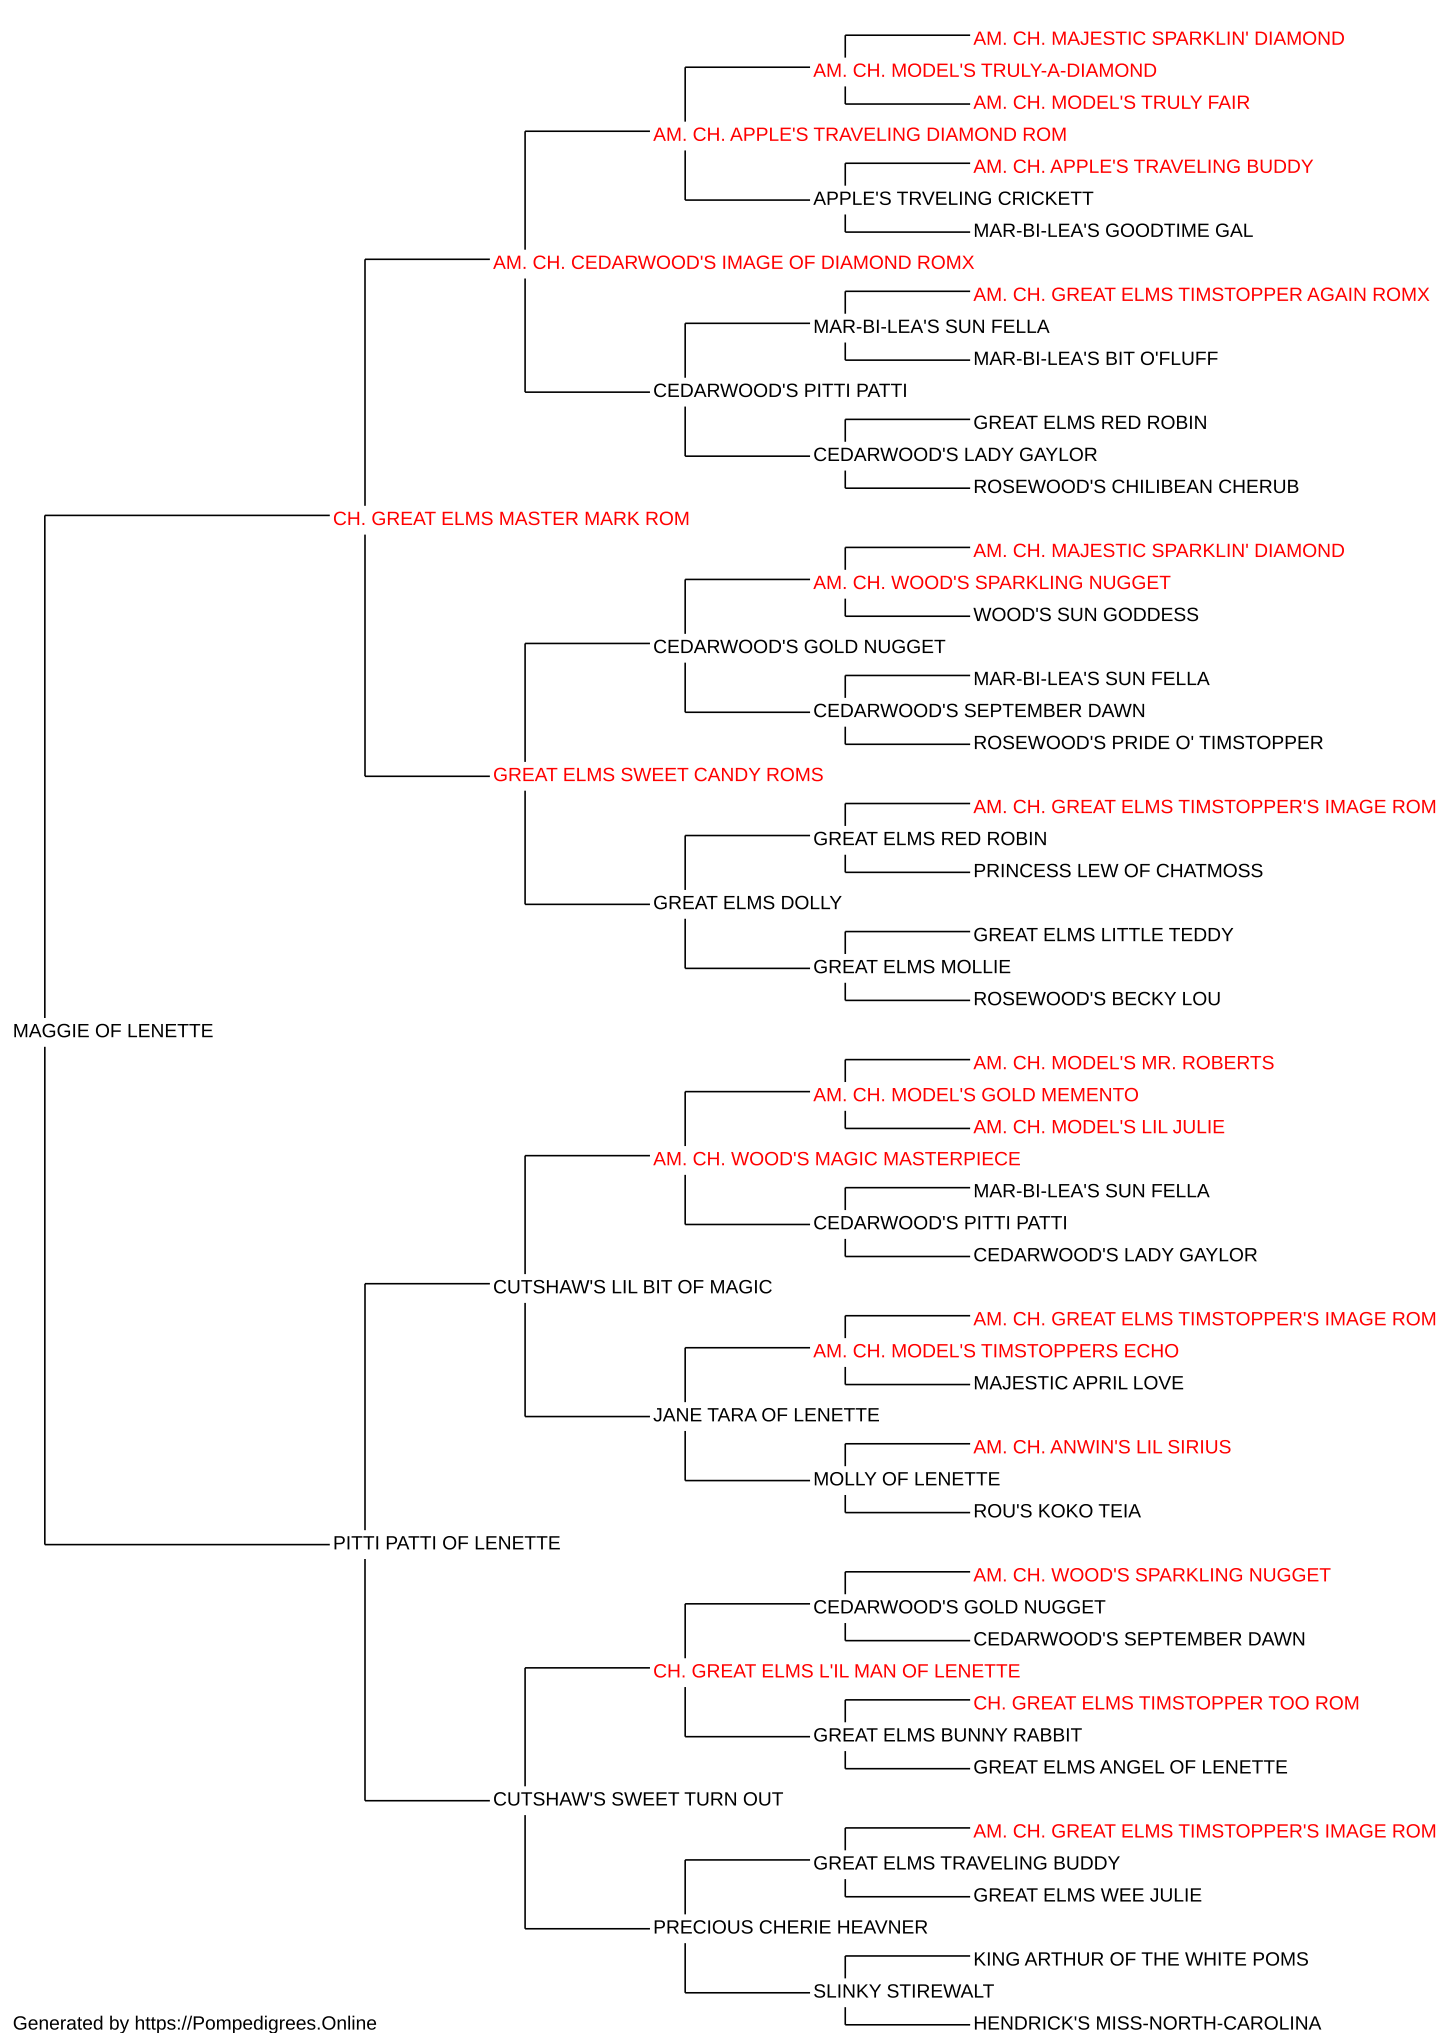 AM. CH. MAJESTIC SPARKLIN' DIAMOND
AM. CH. MODEL'S TRULY-A-DIAMOND
AM. CH. MODEL'S TRULY FAIR
AM. CH. APPLE'S TRAVELING DIAMOND ROM
AM. CH. APPLE'S TRAVELING BUDDY
APPLE'S TRVELING CRICKETT
MAR-BI-LEA'S GOODTIME GAL
AM. CH. CEDARWOOD'S IMAGE OF DIAMOND ROMX
AM. CH. GREAT ELMS TIMSTOPPER AGAIN ROMX
MAR-BI-LEA'S SUN FELLA
MAR-BI-LEA'S BIT O'FLUFF
CEDARWOOD'S PITTI PATTI
GREAT ELMS RED ROBIN
CEDARWOOD'S LADY GAYLOR
ROSEWOOD'S CHILIBEAN CHERUB
CH. GREAT ELMS MASTER MARK ROM
AM. CH. MAJESTIC SPARKLIN' DIAMOND
AM. CH. WOOD'S SPARKLING NUGGET
WOOD'S SUN GODDESS
CEDARWOOD'S GOLD NUGGET
MAR-BI-LEA'S SUN FELLA
CEDARWOOD'S SEPTEMBER DAWN
ROSEWOOD'S PRIDE O' TIMSTOPPER
GREAT ELMS SWEET CANDY ROMS
AM. CH. GREAT ELMS TIMSTOPPER'S IMAGE ROM
GREAT ELMS RED ROBIN
PRINCESS LEW OF CHATMOSS
GREAT ELMS DOLLY
GREAT ELMS LITTLE TEDDY
GREAT ELMS MOLLIE
ROSEWOOD'S BECKY LOU
MAGGIE OF LENETTE
AM. CH. MODEL'S MR. ROBERTS
AM. CH. MODEL'S GOLD MEMENTO
AM. CH. MODEL'S LIL JULIE
AM. CH. WOOD'S MAGIC MASTERPIECE
MAR-BI-LEA'S SUN FELLA
CEDARWOOD'S PITTI PATTI
CEDARWOOD'S LADY GAYLOR
CUTSHAW'S LIL BIT OF MAGIC
AM. CH. GREAT ELMS TIMSTOPPER'S IMAGE ROM
AM. CH. MODEL'S TIMSTOPPERS ECHO
MAJESTIC APRIL LOVE
JANE TARA OF LENETTE
AM. CH. ANWIN'S LIL SIRIUS
MOLLY OF LENETTE
ROU'S KOKO TEIA
PITTI PATTI OF LENETTE
AM. CH. WOOD'S SPARKLING NUGGET
CEDARWOOD'S GOLD NUGGET
CEDARWOOD'S SEPTEMBER DAWN
CH. GREAT ELMS L'IL MAN OF LENETTE
CH. GREAT ELMS TIMSTOPPER TOO ROM
GREAT ELMS BUNNY RABBIT
GREAT ELMS ANGEL OF LENETTE
CUTSHAW'S SWEET TURN OUT
AM. CH. GREAT ELMS TIMSTOPPER'S IMAGE ROM
GREAT ELMS TRAVELING BUDDY
GREAT ELMS WEE JULIE
PRECIOUS CHERIE HEAVNER
KING ARTHUR OF THE WHITE POMS
SLINKY STIREWALT
HENDRICK'S MISS-NORTH-CAROLINA
Generated by https://Pompedigrees.Online